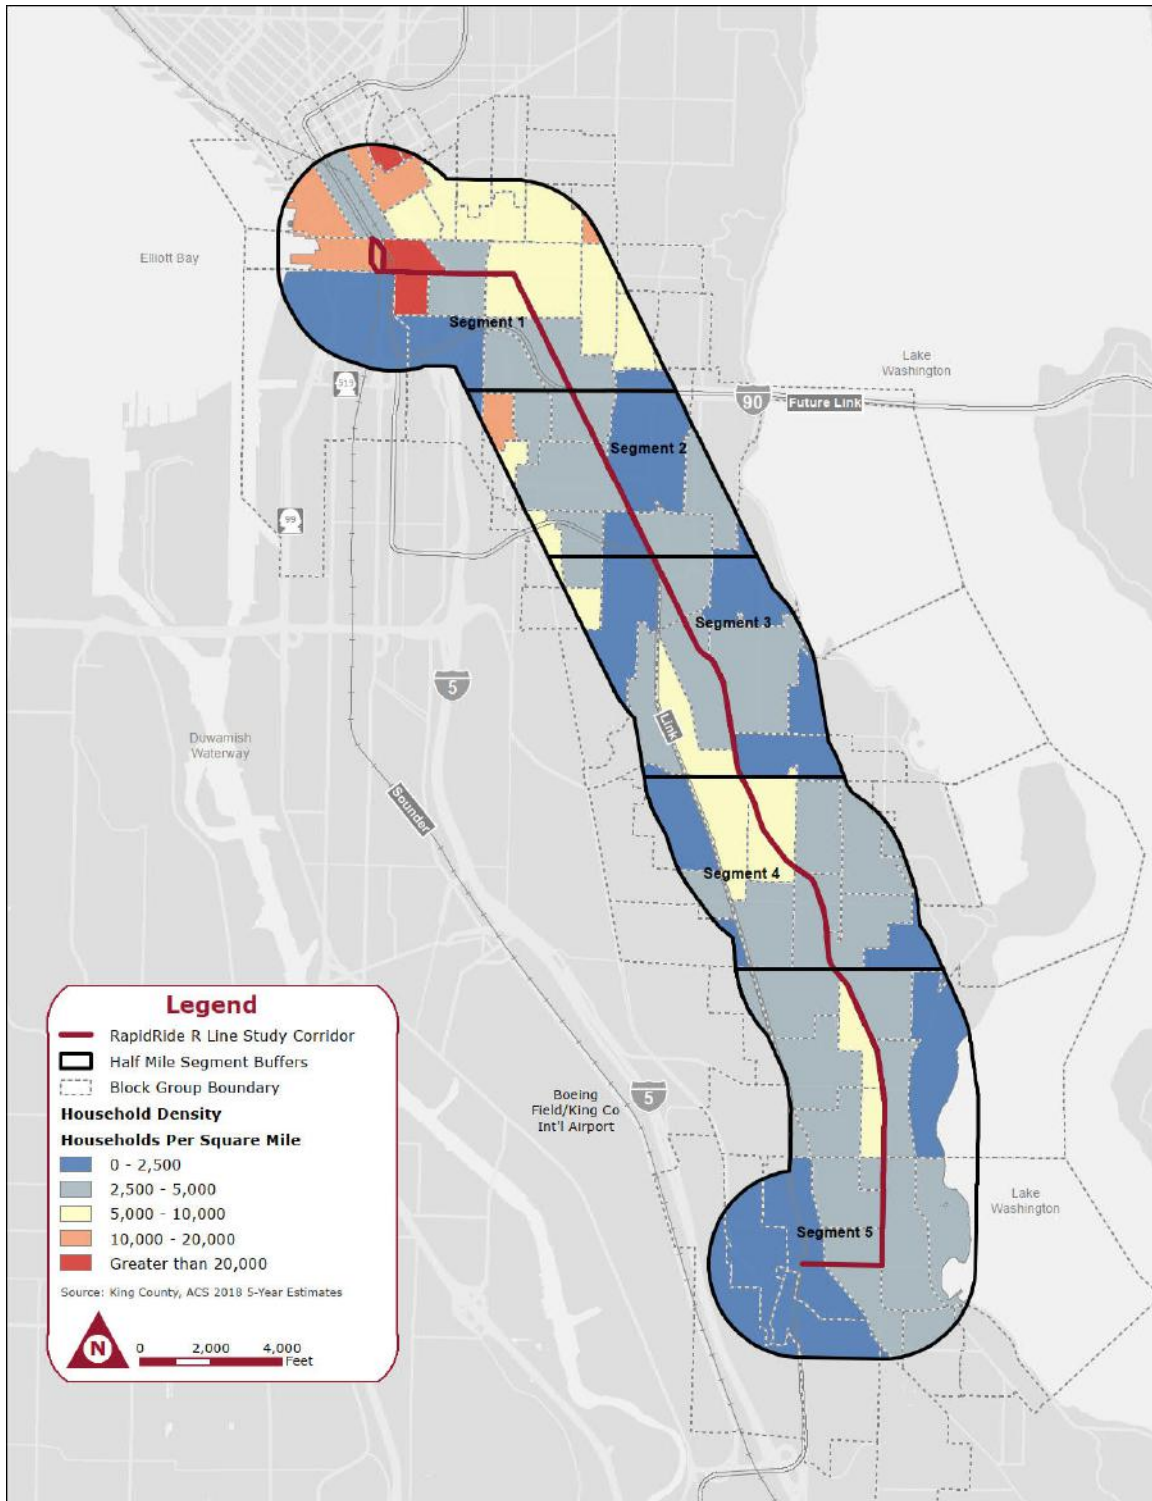 Elliott Bay
Segment 1
Lake
Washington
519
90
Future Link
Segment 2
99
Segment 3
5
Link
Duwamish
Waterway
Sounder
Segment 4
Boeing
Field/King Co
Int'l Airport
5
Lake
Washington
Segment 5
Legend
RapidRide R Line Study Corridor
Half Mile Segment Buffers
Block Group Boundary
Household Density
Households Per Square Mile
0 - 2,500
2,500 - 5,000
5,000 - 10,000
10,000 - 20,000
Greater than 20,000
Source: King County, ACS 2018 5-Year Estimates
N
0 2,000 4,000
Feet